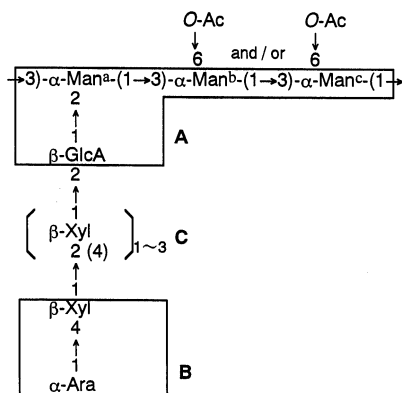 O-Ac O-Ac
↓ and / or ↓
6 6
→3)-α-Manᵃ-(1→3)-α-Manᵇ-(1→3)-α-Manᶜ-(1→
2
↑
1 A
β-GlcA
2
↑
1
[β-Xyl]1~3 C
2 (4)
↑
1
β-Xyl
4
↑
1 B
α-Ara